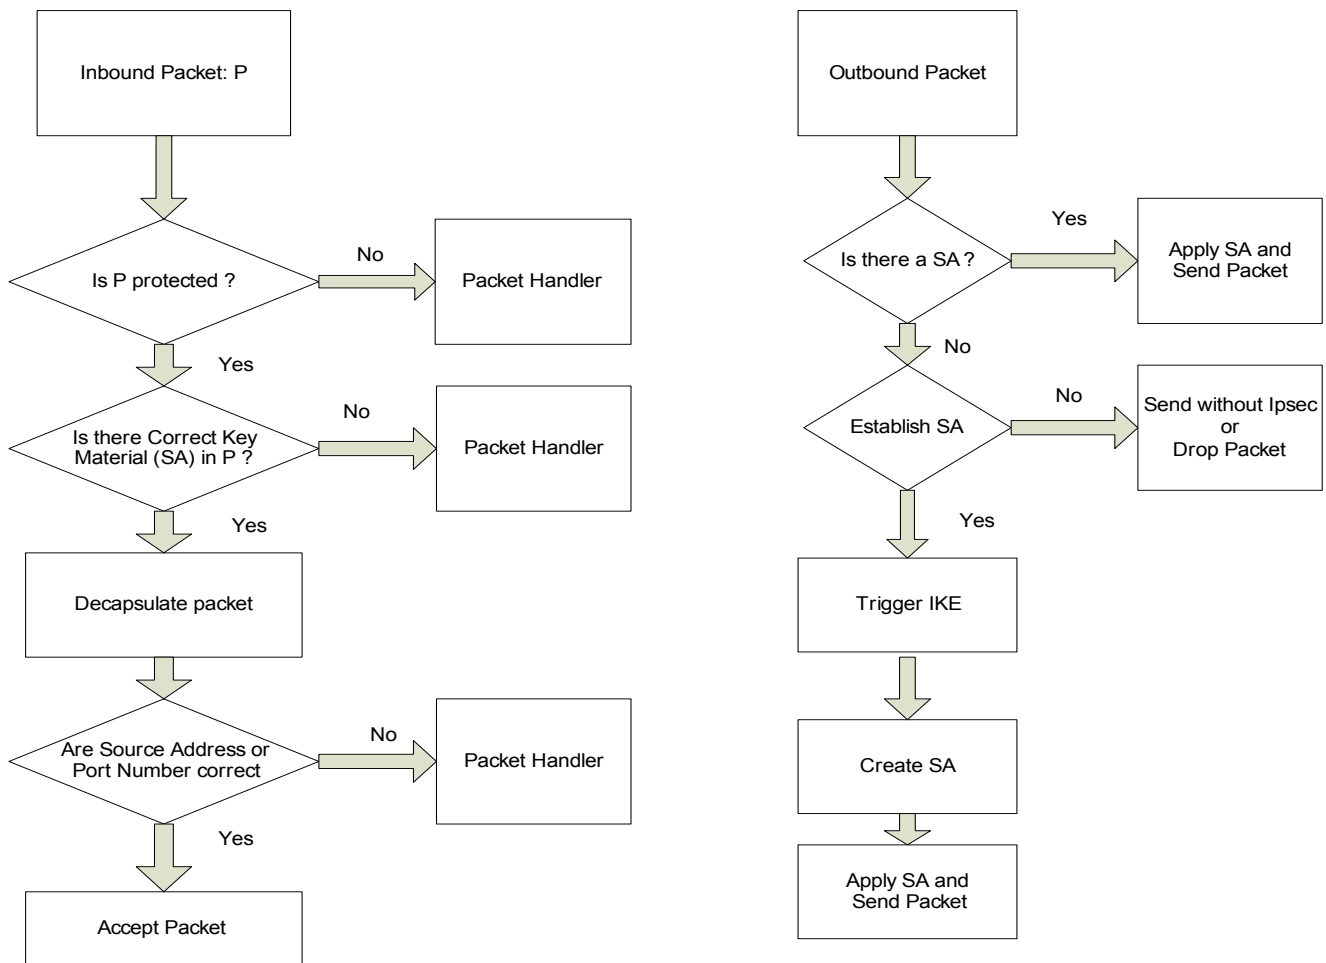 Inbound Packet: P
Is P protected ?
No
Packet Handler
Yes
Is there Correct Key
Material (SA) in P ?
No
Packet Handler
Yes
Decapsulate packet
Are Source Address or
Port Number correct
No
Packet Handler
Yes
Accept Packet
Outbound Packet
Is there a SA ?
Yes
Apply SA and
Send Packet
No
Establish SA
No
Send without Ipsec
or
Drop Packet
Yes
Trigger IKE
Create SA
Apply SA and
Send Packet